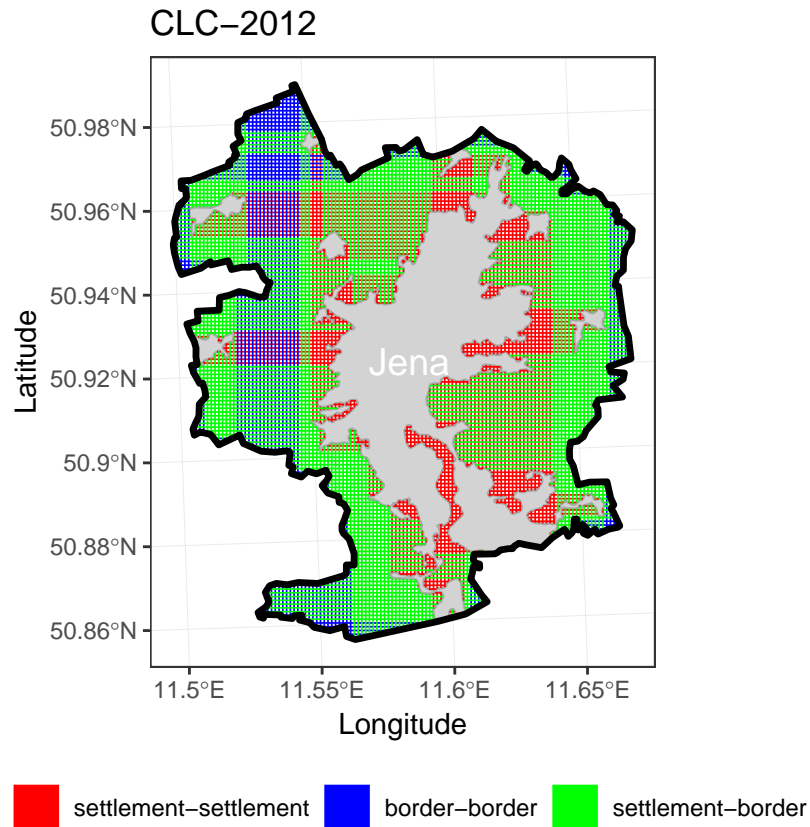 CLC−2012
50.98°N
50.96°N
50.94°N
50.92°N
50.9°N
50.88°N
50.86°N
Latitude
Jena
11.5°E 11.55°E 11.6°E 11.65°E
Longitude
settlement−settlement border−border settlement−border